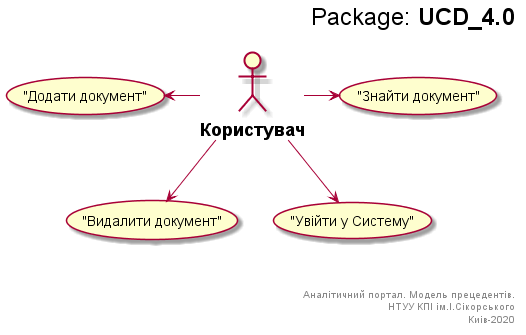 Package: UCD_4.0
"Додати документ"
"Знайти документ"
Користувач
"Видалити документ"
"Увійти у Систему"
Аналітичний портал. Модель прецедентів.
НТУУ КПІ ім.І.Сікорського
Київ-2020